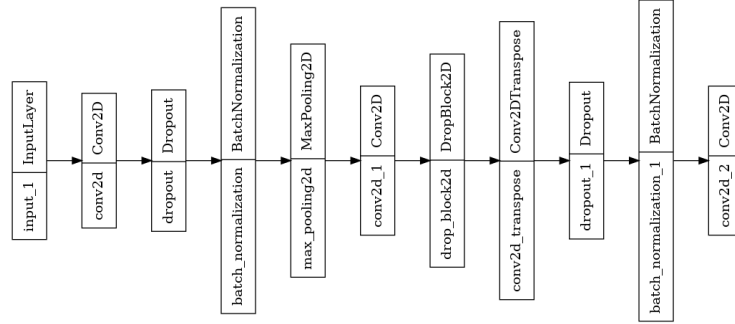 input_1 InputLayer
conv2d Conv2D
dropout Dropout
batch_normalization BatchNormalization
max_pooling2d MaxPooling2D
conv2d_1 Conv2D
drop_block2d DropBlock2D
conv2d_transpose Conv2DTranspose
dropout_1 Dropout
batch_normalization_1 BatchNormalization
conv2d_2 Conv2D